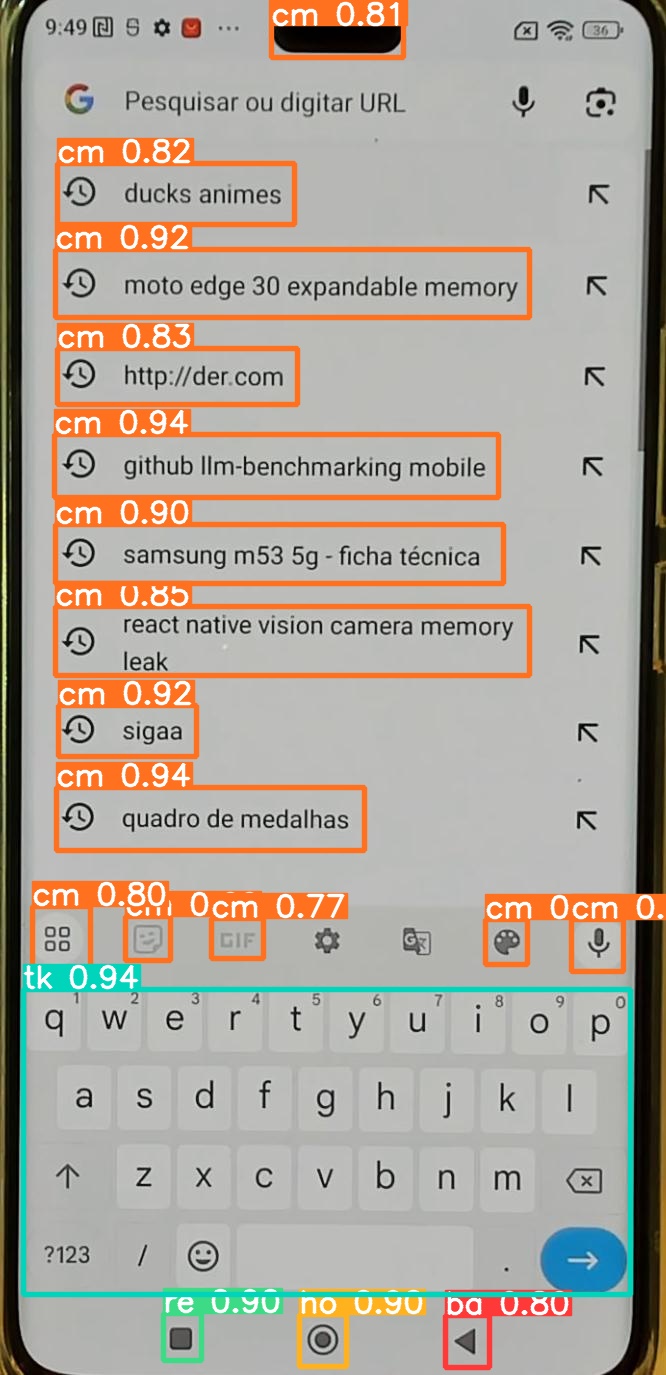 9:49
cm 0.81
36
Pesquisar ou digitar URL
cm 0.82
ducks animes
cm 0.92
moto edge 30 expandable memory
cm 0.83
http://der.com
cm 0.94
github llm-benchmarking mobile
cm 0.90
samsung m53 5g - ficha técnica
cm 0.85
react native vision camera memory
leak
cm 0.92
sigaa
cm 0.94
quadro de medalhas
cm 0.80 cm 0 cm 0.77 cm 0 cm 0.
GIF
tk 0.94
1 2 3 4 5 6 7 8 9 0
q w e r t y u i o p
a s d f g h j k l
z x c v b n m
?123 / .
re 0.90 ho 0.90 ba 0.80